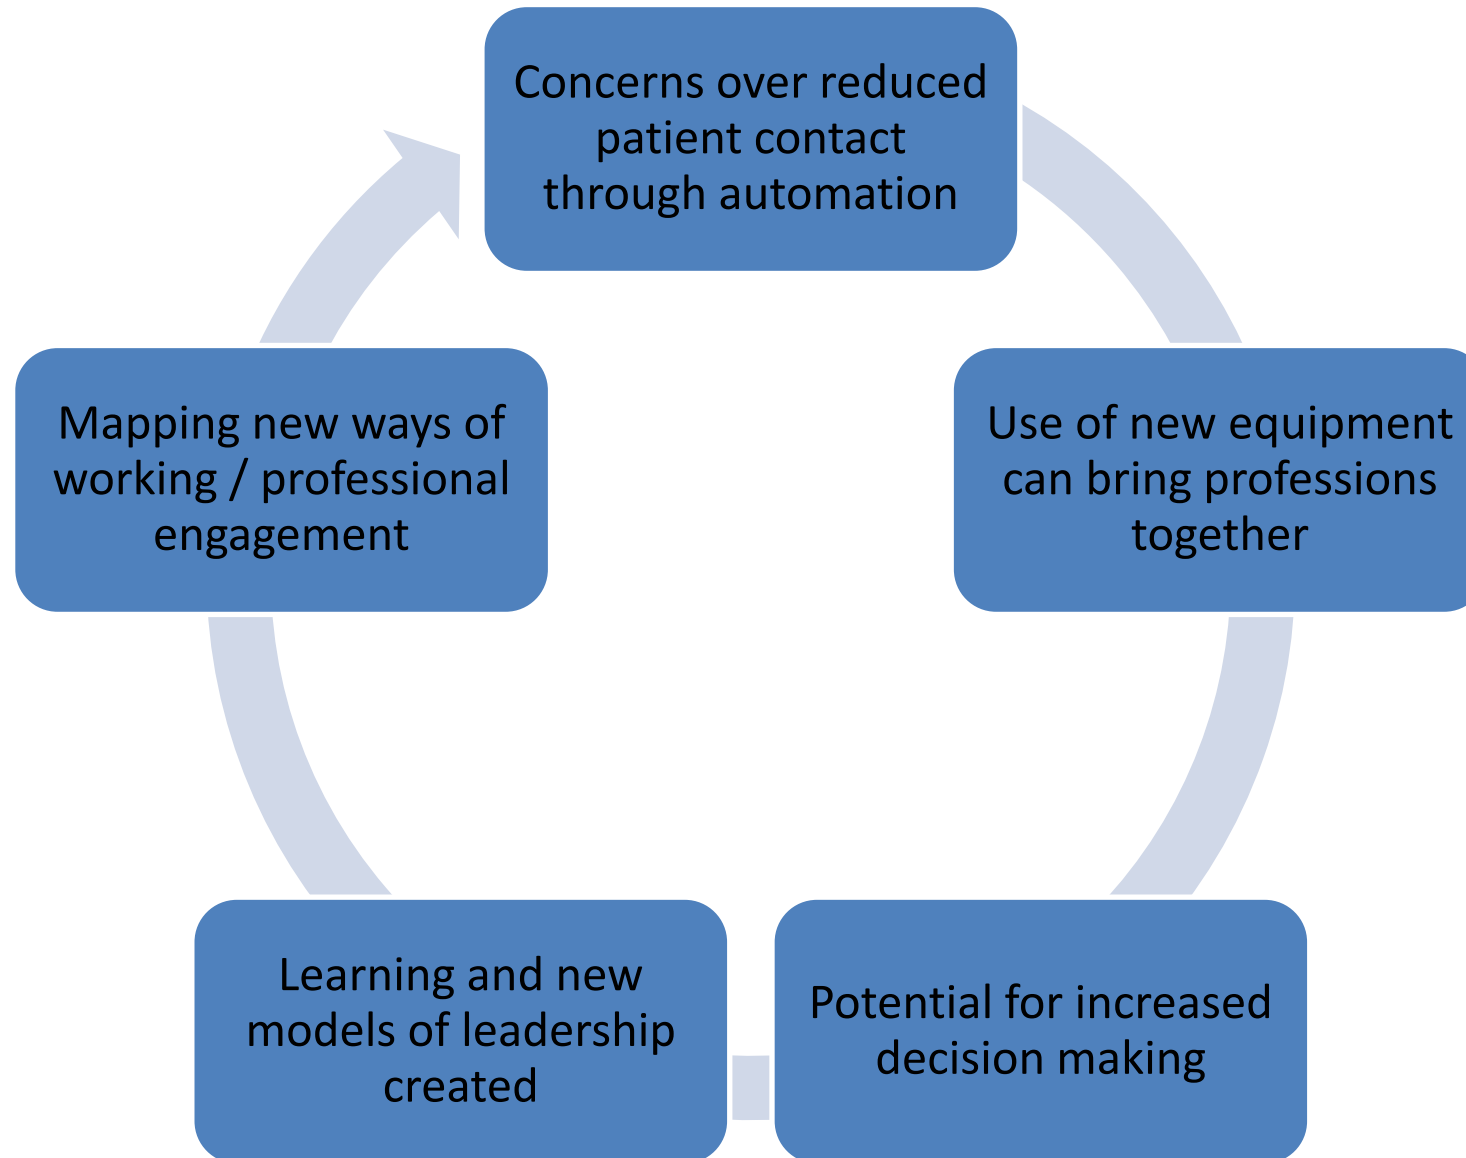 Concerns over reduced
patient contact
through automation
Use of new equipment
can bring professions
together
Potential for increased
decision making
Learning and new
models of leadership
created
Mapping new ways of
working / professional
engagement